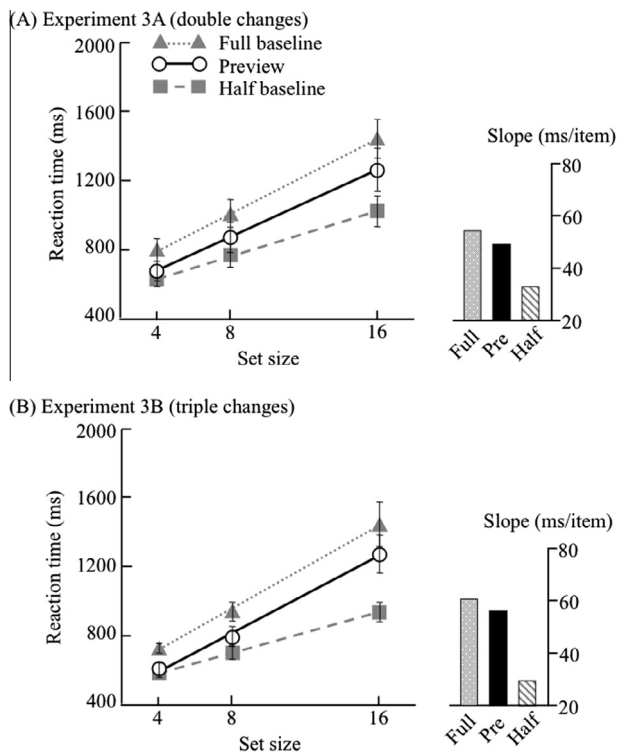 (A) Experiment 3A (double changes)
2000
1600
1200
800
400
Reaction time (ms)
Full baseline
Preview
Half baseline
4 8 16
Set size
Slope (ms/item)
80
60
40
20
Full Pre Half
(B) Experiment 3B (triple changes)
2000
1600
1200
800
400
Reaction time (ms)
4 8 16
Set size
Slope (ms/item)
80
60
40
20
Full Pre Half